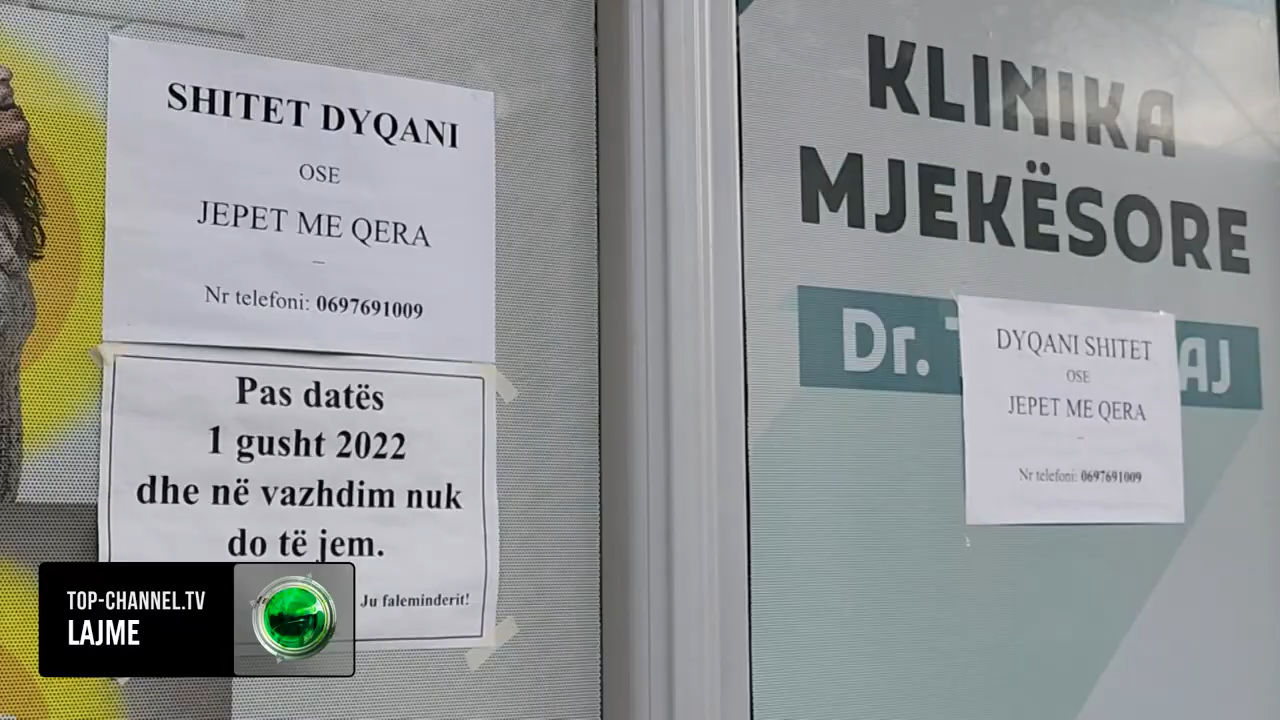 SHITET DYQANI
OSE
JEPET ME QERA
–
Nr telefoni: 0697691009
Pas datës
1 gusht 2022
dhe në vazhdim nuk
do të jem.
Ju faleminderit!
KLINIKA
MJEKËSORE
Dr.
DYQANI SHITET
OSE
JEPET ME QERA
–
Nr telefoni: 0697691009
TOP-CHANNEL.TV
LAJME